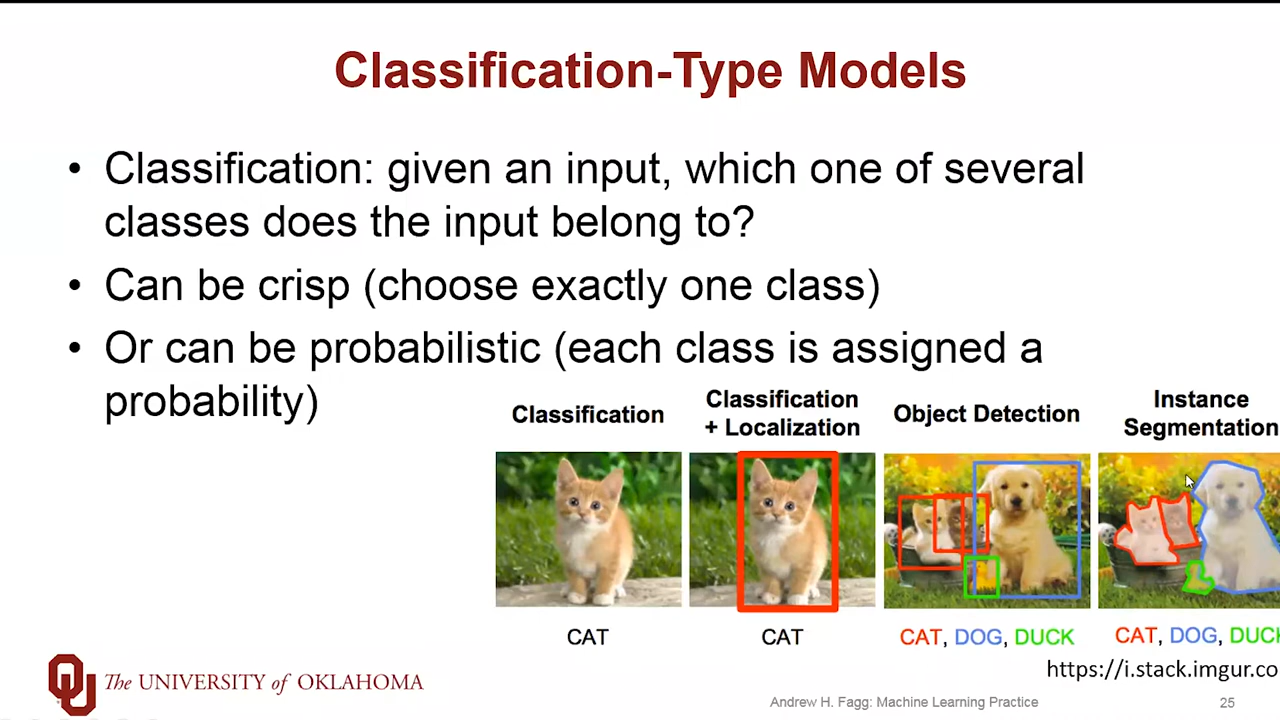 Classification-Type Models
• Classification: given an input, which one of several
classes does the input belong to?
• Can be crisp (choose exactly one class)
• Or can be probabilistic (each class is assigned a
probability)
Classification
Classification
+ Localization
Object Detection
Instance
Segmentation
CAT
CAT
CAT, DOG, DUCK
CAT, DOG, DUCK
https://i.stack.imgur.co
The UNIVERSITY of OKLAHOMA
Andrew H. Fagg: Machine Learning Practice
25